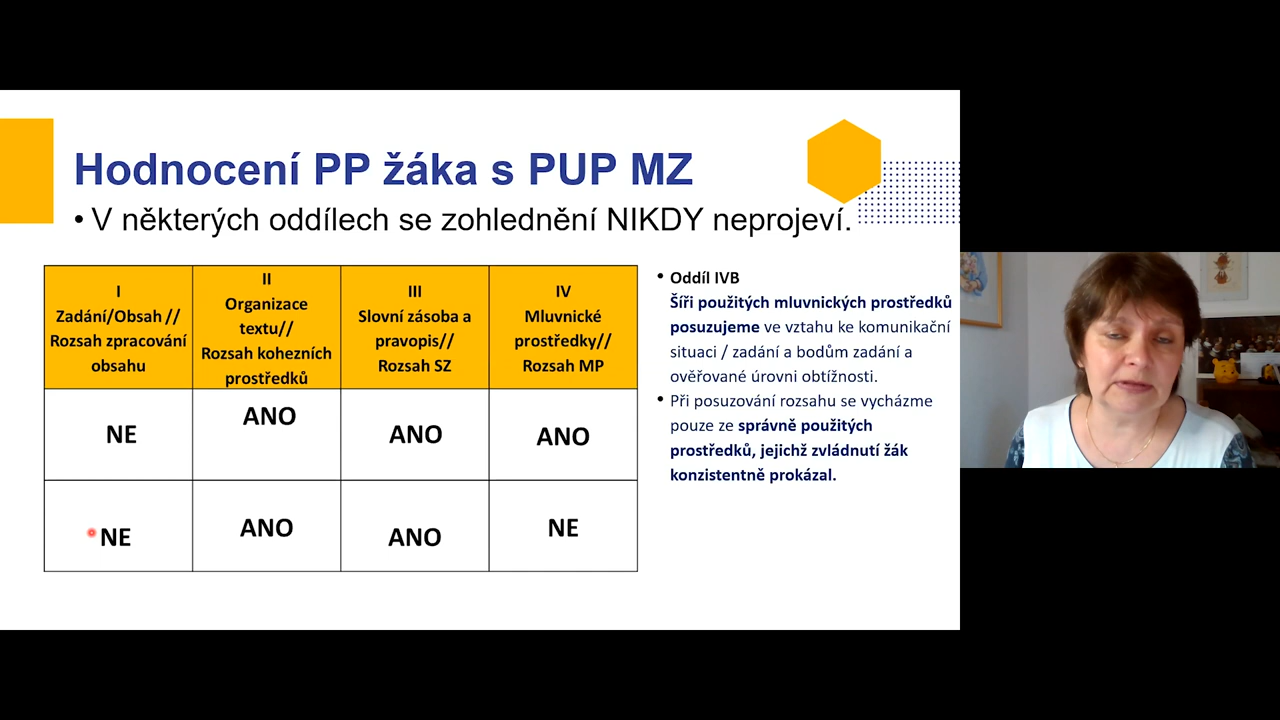 Hodnocení PP žáka s PUP MZ
• V některých oddílech se zohlednění NIKDY neprojeví.
I
Zadání/Obsah //
Rozsah zpracování
obsahu
II
Organizace
textu//
Rozsah kohezních
prostředků
III
Slovní zásoba a
pravopis//
Rozsah SZ
IV
Mluvnické
prostředky//
Rozsah MP
NE
ANO
ANO
ANO
NE
ANO
ANO
NE
• Oddíl IVB
Šíři použitých mluvnických prostředků
posuzujeme ve vztahu ke komunikační
situaci / zadání a bodům zadání a
ověřované úrovni obtížnosti.
• Při posuzování rozsahu se vycházme
pouze ze správně použitých
prostředků, jejichž zvládnutí žák
konzistentně prokázal.